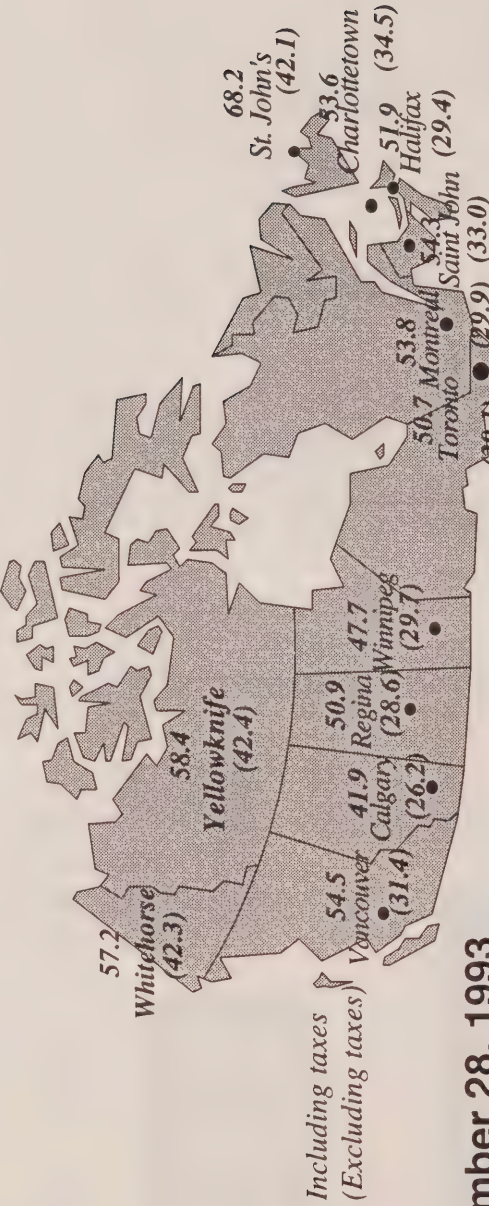 57.2
Whitehorse
(42.3)
58.4
Yellowknife
(42.4)
68.2
St. John's
(42.1)
53.6
Charlottetown
(34.5)
51.9
Halifax
(29.4)
54.3
Saint John
(33.0)
53.8
Montreal
(29.9)
50.7
Toronto
47.7
Winnipeg
(29.7)
50.9
Regina
(28.6)
41.9
Calgary
(26.2)
54.5
Vancouver
(31.4)
Including taxes
(Excluding taxes)
mber 28, 1993